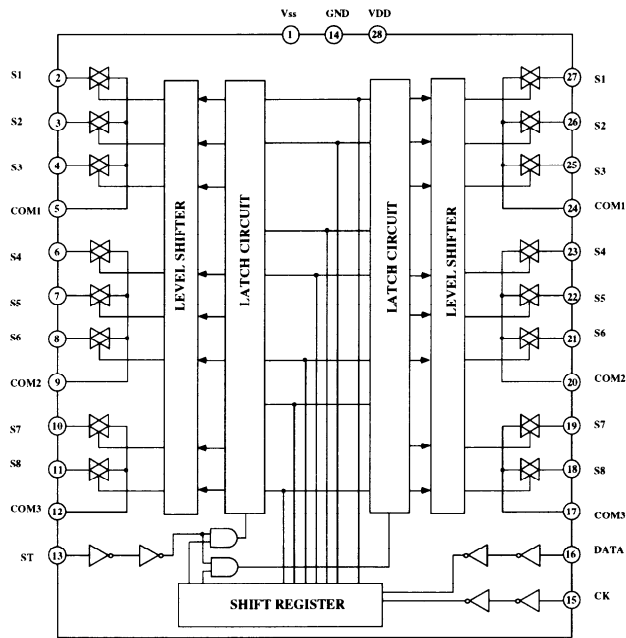 Vss GND VDD
1 14 28
S1 2 27 S1
S2 3 26 S2
S3 4 25 S3
COM1 5 24 COM1
S4 6 23 S4
S5 7 22 S5
S6 8 21 S6
COM2 9 20 COM2
S7 10 19 S7
S8 11 18 S8
COM3 12 17 COM3
LEVEL SHIFTER
LATCH CIRCUIT
LATCH CIRCUIT
LEVEL SHIFTER
ST 13 16 DATA
15 CK
SHIFT REGISTER